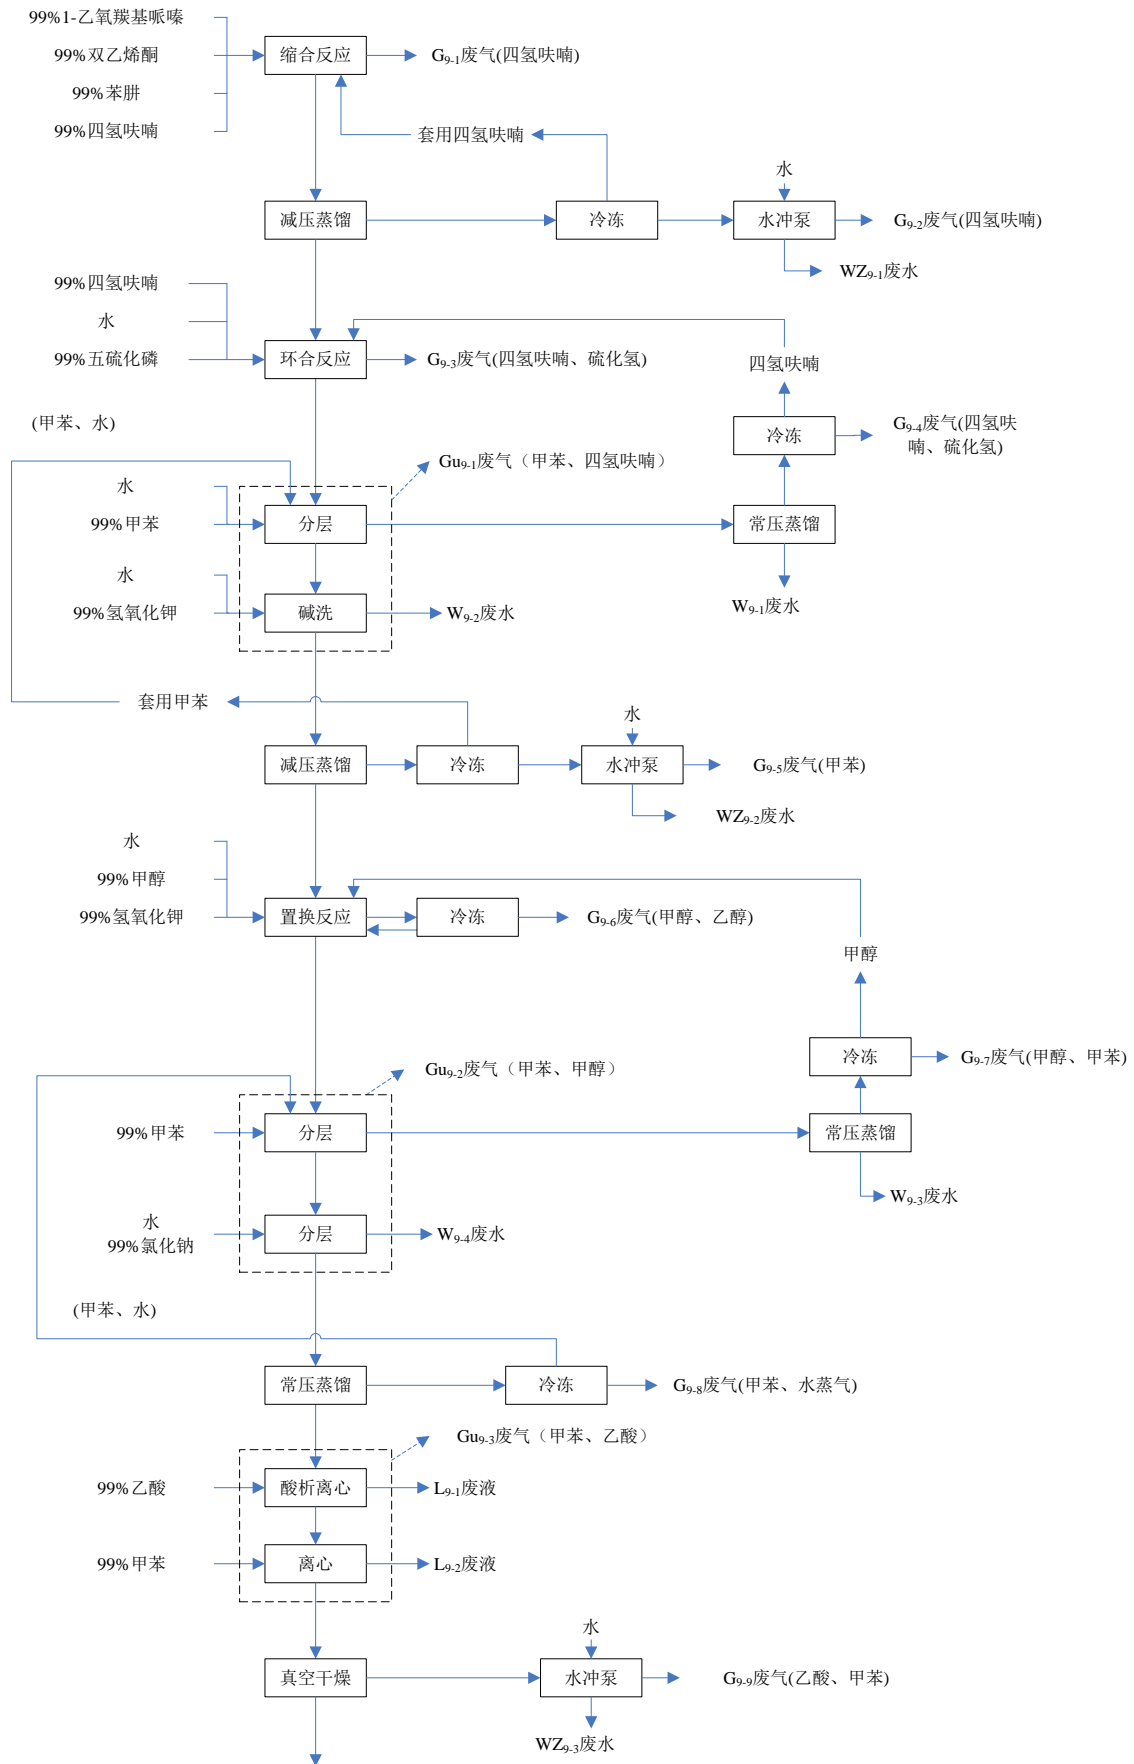 99%1-乙氧羰基哌嗪
99%双乙烯酮
缩合反应
G9-1废气(四氢呋喃)
99%苯肼
99%四氢呋喃
套用四氢呋喃
水
减压蒸馏
冷冻
水冲泵
G9-2废气(四氢呋喃)
WZ9-1废水
99%四氢呋喃
水
99%五硫化磷
环合反应
G9-3废气(四氢呋喃、硫化氢)
四氢呋喃
(甲苯、水)
冷冻
G9-4废气(四氢呋
喃、硫化氢)
Gu9-1废气（甲苯、四氢呋喃）
水
99%甲苯
分层
常压蒸馏
水
99%氢氧化钾
碱洗
W9-2废水
W9-1废水
套用甲苯
水
减压蒸馏
冷冻
水冲泵
G9-5废气(甲苯)
WZ9-2废水
水
99%甲醇
99%氢氧化钾
置换反应
冷冻
G9-6废气(甲醇、乙醇)
甲醇
冷冻
G9-7废气(甲醇、甲苯)
Gu9-2废气（甲苯、甲醇）
99%甲苯
分层
常压蒸馏
W9-3废水
水
99%氯化钠
分层
W9-4废水
(甲苯、水)
常压蒸馏
冷冻
G9-8废气(甲苯、水蒸气)
Gu9-3废气（甲苯、乙酸）
99%乙酸
酸析离心
L9-1废液
99%甲苯
离心
L9-2废液
水
真空干燥
水冲泵
G9-9废气(乙酸、甲苯)
WZ9-3废水